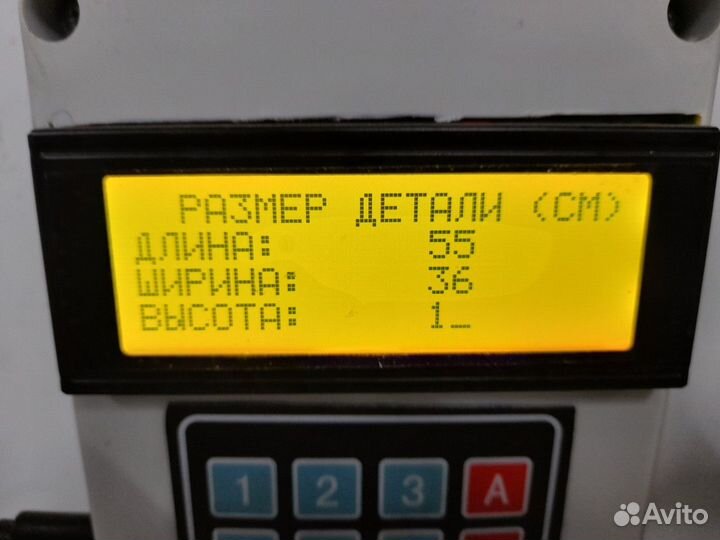 РАЗМЕР ДЕТАЛИ (СМ)
ДЛИНА: 55
ШИРИНА: 36
ВЫСОТА: 1_
1 2 3 A
Avito